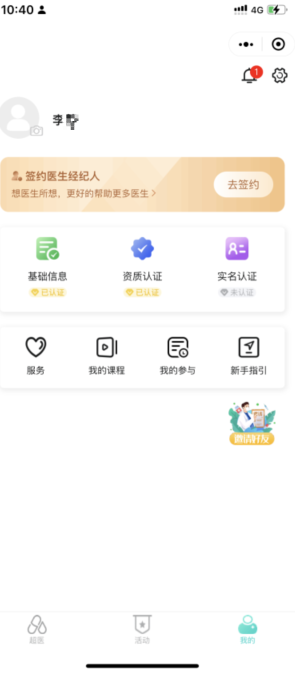 10:40
4G
1
李
签约医生经纪人
想医生所想，更好的帮助更多医生 >
去签约
基础信息
资质认证
实名认证
已认证
已认证
未认证
服务
我的课程
我的参与
新手指引
邀请好友
超医
活动
我的